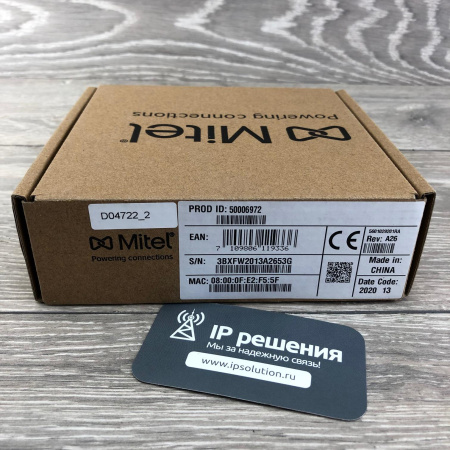 Mitel®
Powering connections
D04722_2
Mitel®
Powering connections
PROD ID: 50006972
EAN:
7 109006 119336
S/N: 3BXFW2013A2653G
MAC: 08:00:0F:E2:F5:5F
CE
Rev: A26
Made in:
CHINA
Date Code:
2020 13
IP решения
Мы за надежную связь!
www.ipsolution.ru